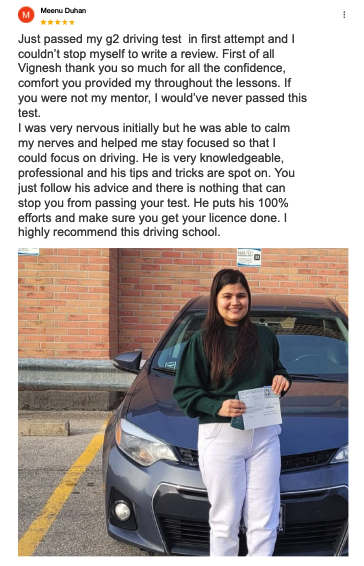 M
Meenu Duhan
Just passed my g2 driving test in first attempt and I
couldn't stop myself to write a review. First of all
Vignesh thank you so much for all the confidence,
comfort you provided my throughout the lessons. If
you were not my mentor, I would've never passed this
test.
I was very nervous initially but he was able to calm
my nerves and helped me stay focused so that I
could focus on driving. He is very knowledgeable,
professional and his tips and tricks are spot on. You
just follow his advice and there is nothing that can
stop you from passing your test. He puts his 100%
efforts and make sure you get your licence done. I
highly recommend this driving school.